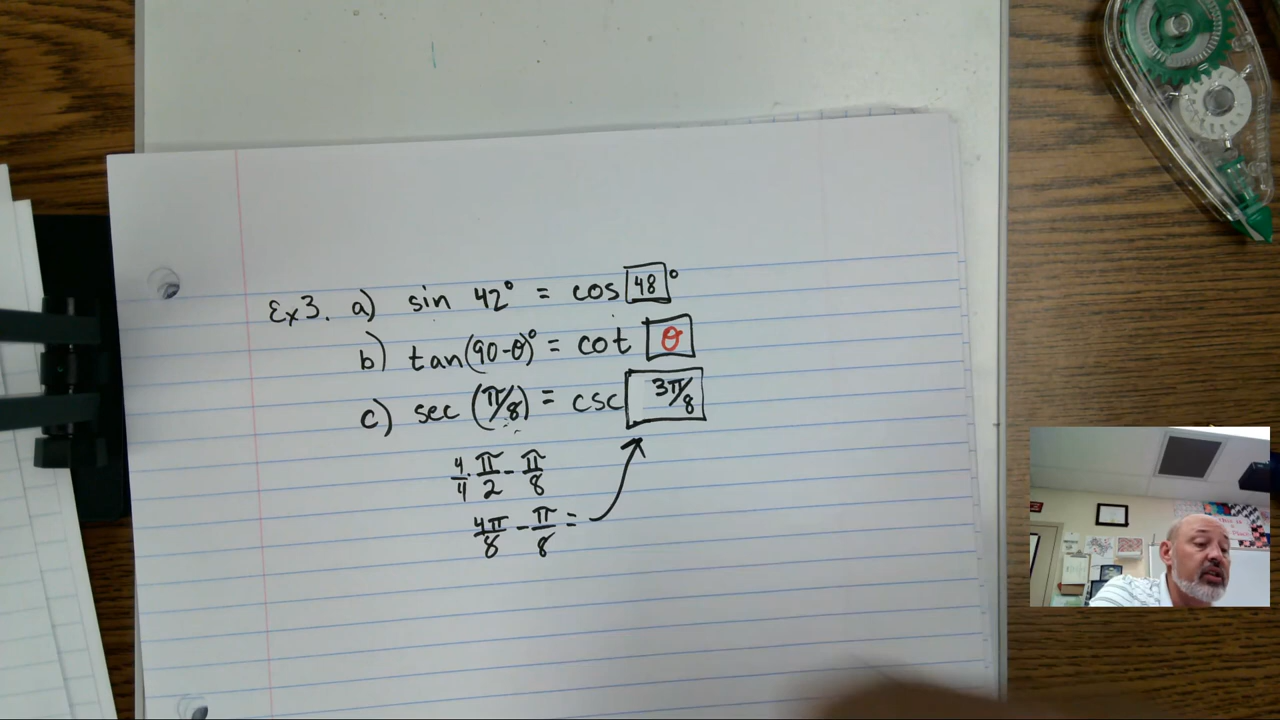 Ex3. a) sin 42° = cos 48°
b) tan(90-θ)° = cot θ
c) sec (π/8) = csc 3π/8
4/4 · π/2 - π/8
4π/8 - π/8 =